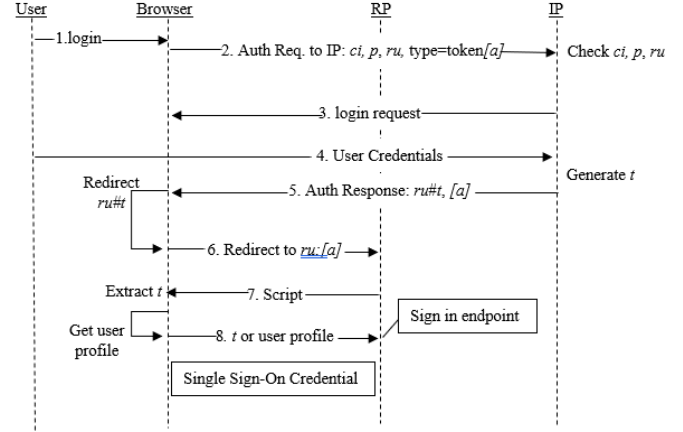 User Browser RP IP
1.login
2. Auth Req. to IP: ci, p, ru, type=token[a]
Check ci, p, ru
3. login request
4. User Credentials
Generate t
Redirect
ru#t
5. Auth Response: ru#t, [a]
6. Redirect to ru:[a]
Extract t
7. Script
Sign in endpoint
Get user
profile
8. t or user profile
Single Sign-On Credential